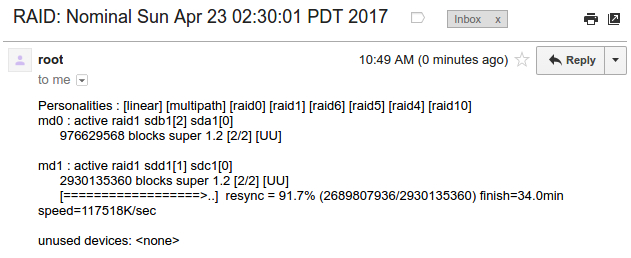 RAID: Nominal Sun Apr 23 02:30:01 PDT 2017 Inbox x
root 10:49 AM (0 minutes ago) Reply
to me
Personalities : [linear] [multipath] [raid0] [raid1] [raid6] [raid5] [raid4] [raid10]
md0 : active raid1 sdb1[2] sda1[0]
976629568 blocks super 1.2 [2/2] [UU]
md1 : active raid1 sdd1[1] sdc1[0]
2930135360 blocks super 1.2 [2/2] [UU]
[==================>..] resync = 91.7% (2689807936/2930135360) finish=34.0min
speed=117518K/sec
unused devices: <none>